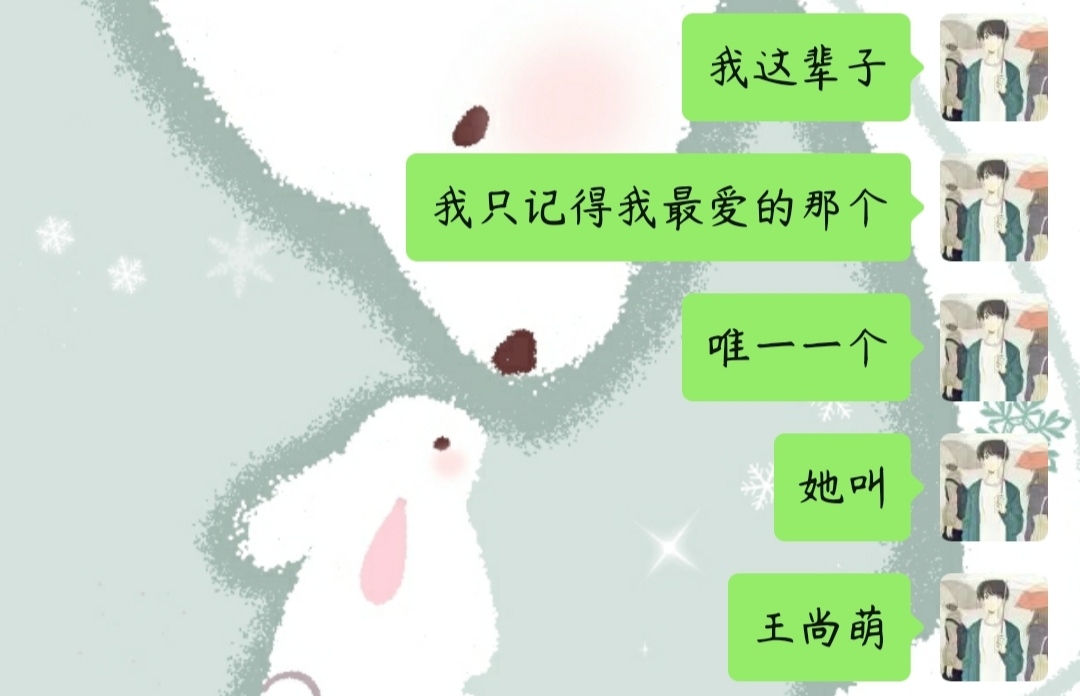 我这辈子
我只记得我最爱的那个
唯一一个
她叫
王尚萌